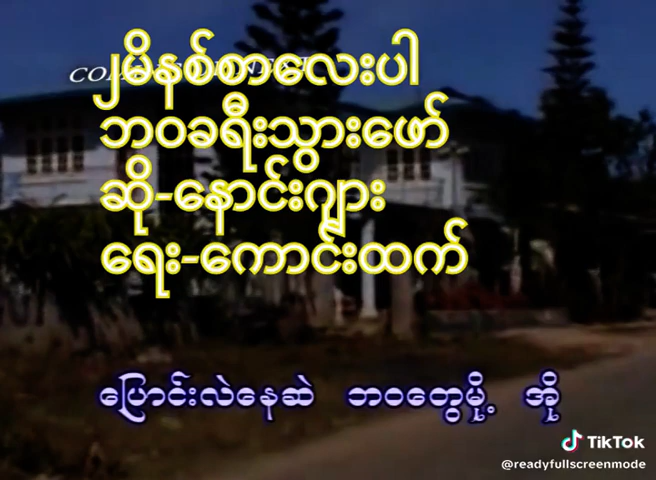 ၂မိနစ်စာလေးပါ
ဘဝခရီးသွားဖော်
ဆို-နောင်းဂျား
ရေး-ကောင်းထက်
ပြောင်းလဲနေဆဲ ဘဝတွေမို့ အို
TikTok
@readyfullscreenmode